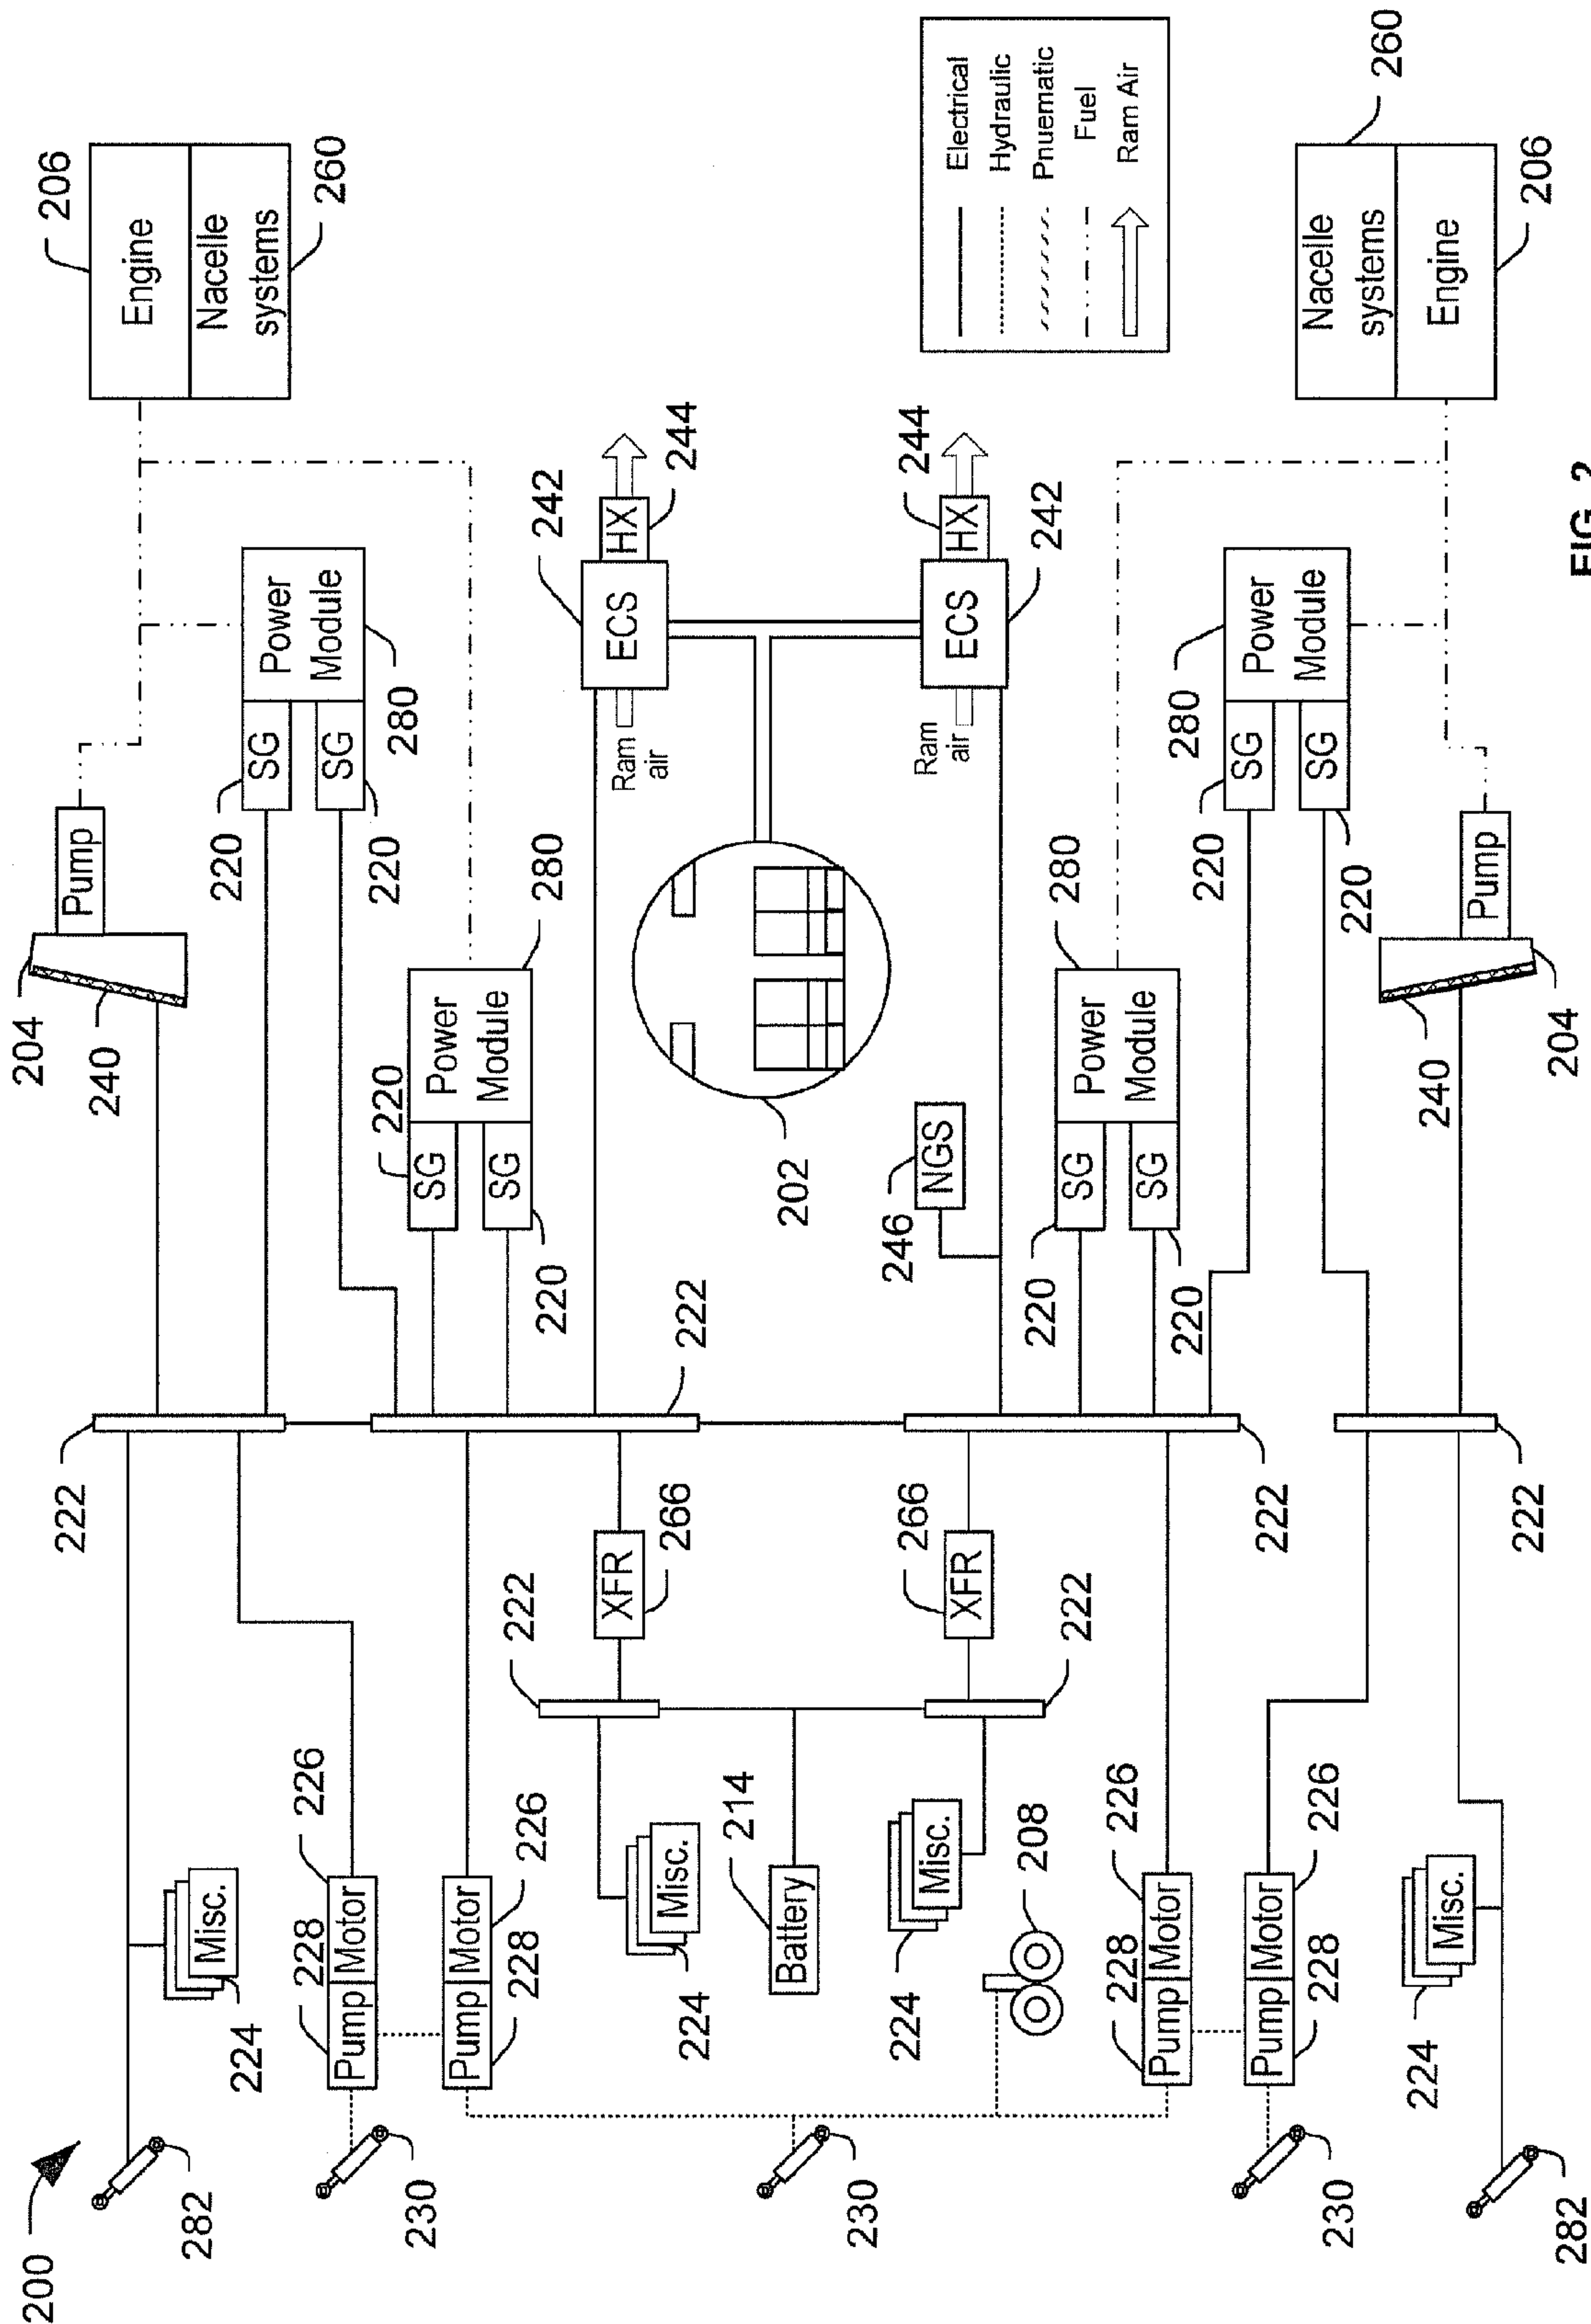 200
204
222
Pump
206
240
Engine
282
Misc.
Nacelle
systems
224
220
SG
Power
Module
260
228
226
SG
Pump
Motor
230
220
280
220
SG
Power
Module
Pump
Motor
SG
228
226
222
220
280
242
XFR
Ram
air
ECS
HX
266
Misc.
244
224
222
214
Battery
202
230
224
246
266
244
Misc.
NGS
XFR
Ram
air
ECS
HX
Electrical
Hydraulic
Pnuematic
Fuel
Ram Air
208
242
222
220
280
SG
Power
Module
228
226
SG
Pump
Motor
220
280
220
SG
Power
Module
Pump
Motor
222
220
SG
228
226
230
220
260
Nacelle
systems
224
Misc.
240
Engine
Pump
282
222
204
206
FIG. 2